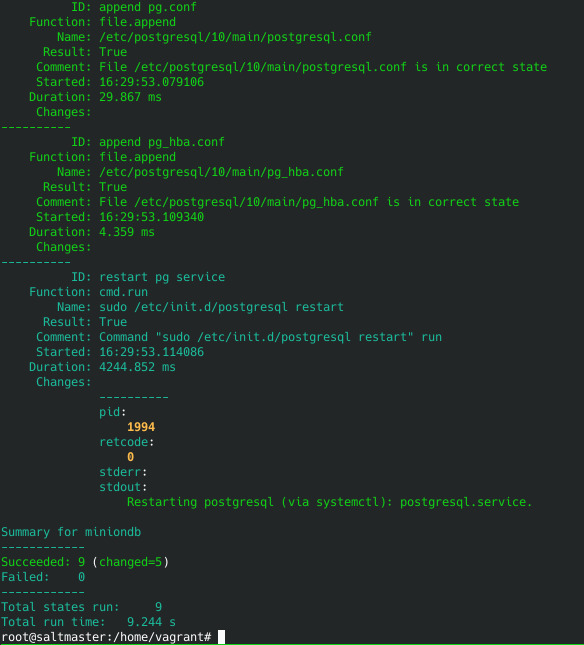 ID: append pg.conf
Function: file.append
Name: /etc/postgresql/10/main/postgresql.conf
Result: True
Comment: File /etc/postgresql/10/main/postgresql.conf is in correct state
Started: 16:29:53.079106
Duration: 29.867 ms
Changes:
----------
ID: append pg_hba.conf
Function: file.append
Name: /etc/postgresql/10/main/pg_hba.conf
Result: True
Comment: File /etc/postgresql/10/main/pg_hba.conf is in correct state
Started: 16:29:53.109340
Duration: 4.359 ms
Changes:
----------
ID: restart pg service
Function: cmd.run
Name: sudo /etc/init.d/postgresql restart
Result: True
Comment: Command "sudo /etc/init.d/postgresql restart" run
Started: 16:29:53.114086
Duration: 4244.852 ms
Changes:
----------
pid:
1994
retcode:
0
stderr:
stdout:
Restarting postgresql (via systemctl): postgresql.service.
Summary for miniondb
------------
Succeeded: 9 (changed=5)
Failed: 0
------------
Total states run: 9
Total run time: 9.244 s
root@saltmaster:/home/vagrant#